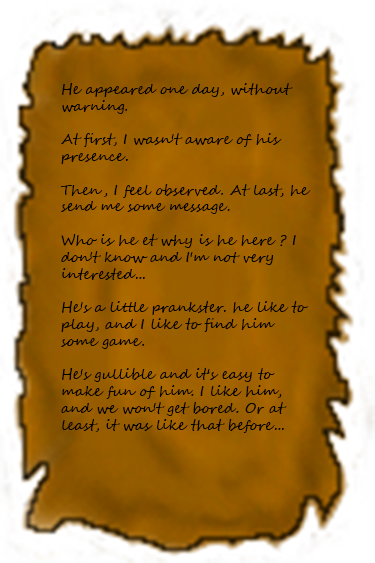 He appeared one day, without
warning.
At first, I wasn't aware of his
presence.
Then, I feel observed. At last, he
send me some message.
Who is he et why is he here ? I
don't know and I'm not very
interested...
He's a little prankster. he like to
play, and I like to find him
some game.
He's gullible and it's easy to
make fun of him. I like him,
and we won't get bored. Or at
least, it was like that before...